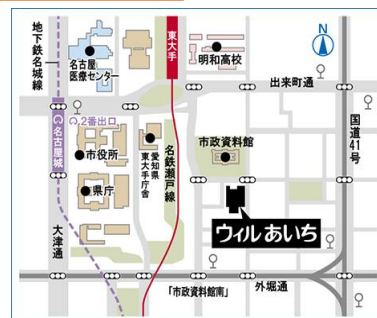 地下鉄名城線
名古屋
医療センター
東大手
明和高校
N
出来町通
名古屋城
2番出口
市役所
愛知県
東大手庁舎
名鉄瀬戸線
市政資料館
国道41号
県庁
大津通
ウィルあいち
「市政資料館南」
外堀通